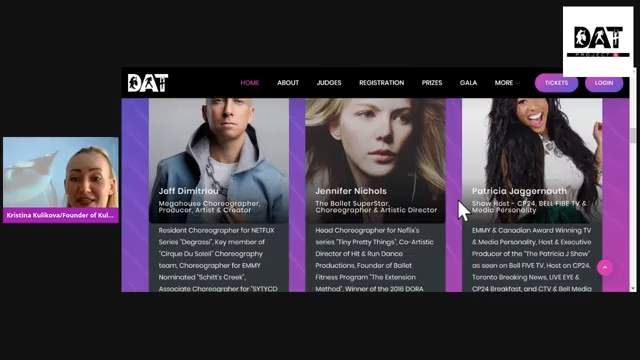 DAT
PROJECT
DAT
HOME
ABOUT
JUDGES
REGISTRATION
PRIZES
GALA
MORE
TICKETS
LOGIN
Jeff Dimitriou
Megahouse Choreographer,
Producer, Artist & Creator
Resident Choreographer for NETFLIX
Series "Degrassi", Key member of
"Cirque Du Soleil" Choreography
team, Choreographer for EMMY
Nominated "Schitt's Creek",
Associate Choreographer for "SYTYCD
Jennifer Nichols
The Ballet SuperStar,
Choreographer & Artistic Director
Head Choreographer for Neflix's
series "Tiny Pretty Things", Co-Artistic
Director of Hit & Run Dance
Productions, Founder of Ballet
Fitness Program "The Extension
Method", Winner of the 2016 DORA
Patricia Jaggernauth
Show Host - CP24, BELL FIBE TV &
Media Personality
EMMY & Canadian Award Winning TV
& Media Personality, Host & Executive
Producer of "The Patricia J Show"
as seen on Bell FIVE TV, Host on CP24,
Toronto Breaking News, LIVE EYE &
CP24 Breakfast, and CTV & Bell Media
Kristina Kulikova/Founder of Kul...